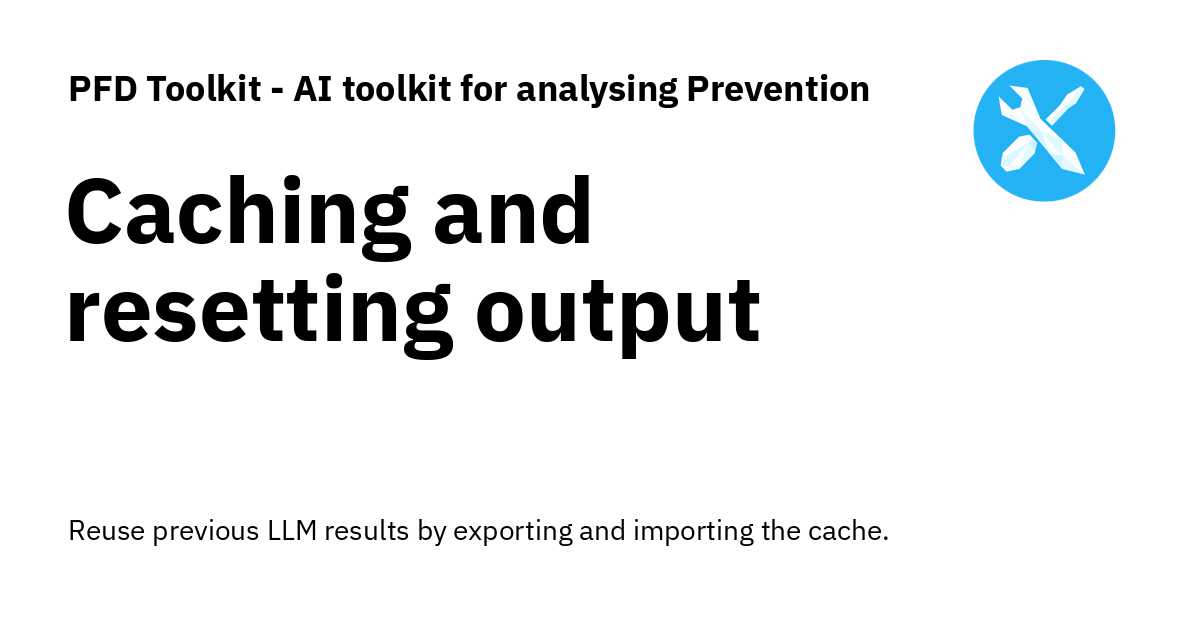 PFD Toolkit - AI toolkit for analysing Prevention
Caching and
resetting output
Reuse previous LLM results by exporting and importing the cache.